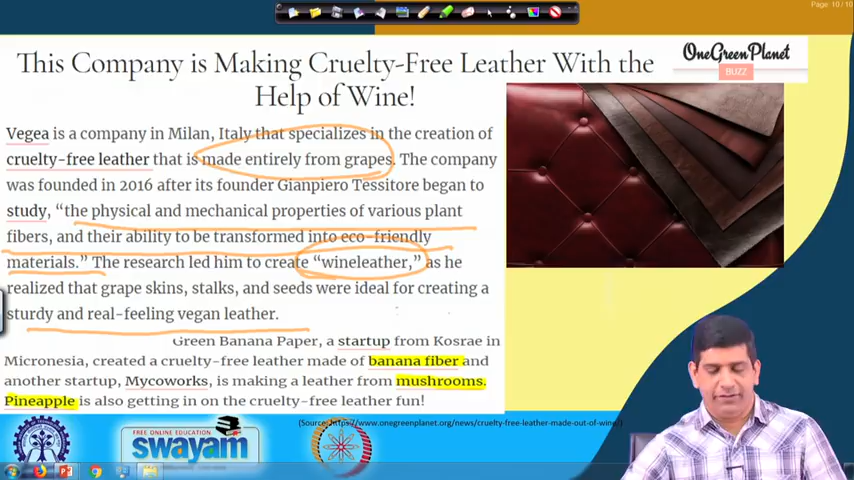 Page: 10 / 10
This Company is Making Cruelty-Free Leather With the
Help of Wine!
OneGreenPlanet
BUZZ
Vegea is a company in Milan, Italy that specializes in the creation of
cruelty-free leather that is made entirely from grapes. The company
was founded in 2016 after its founder Gianpiero Tessitore began to
study, “the physical and mechanical properties of various plant
fibers, and their ability to be transformed into eco-friendly
materials.” The research led him to create “wineleather,” as he
realized that grape skins, stalks, and seeds were ideal for creating a
sturdy and real-feeling vegan leather.
Green Banana Paper, a startup from Kosrae in
Micronesia, created a cruelty-free leather made of banana fiber and
another startup, Mycoworks, is making a leather from mushrooms.
Pineapple is also getting in on the cruelty-free leather fun!
(Source:https://www.onegreenplanet.org/news/cruelty-free-leather-made-out-of-wine/)
FREE ONLINE EDUCATION
swayam